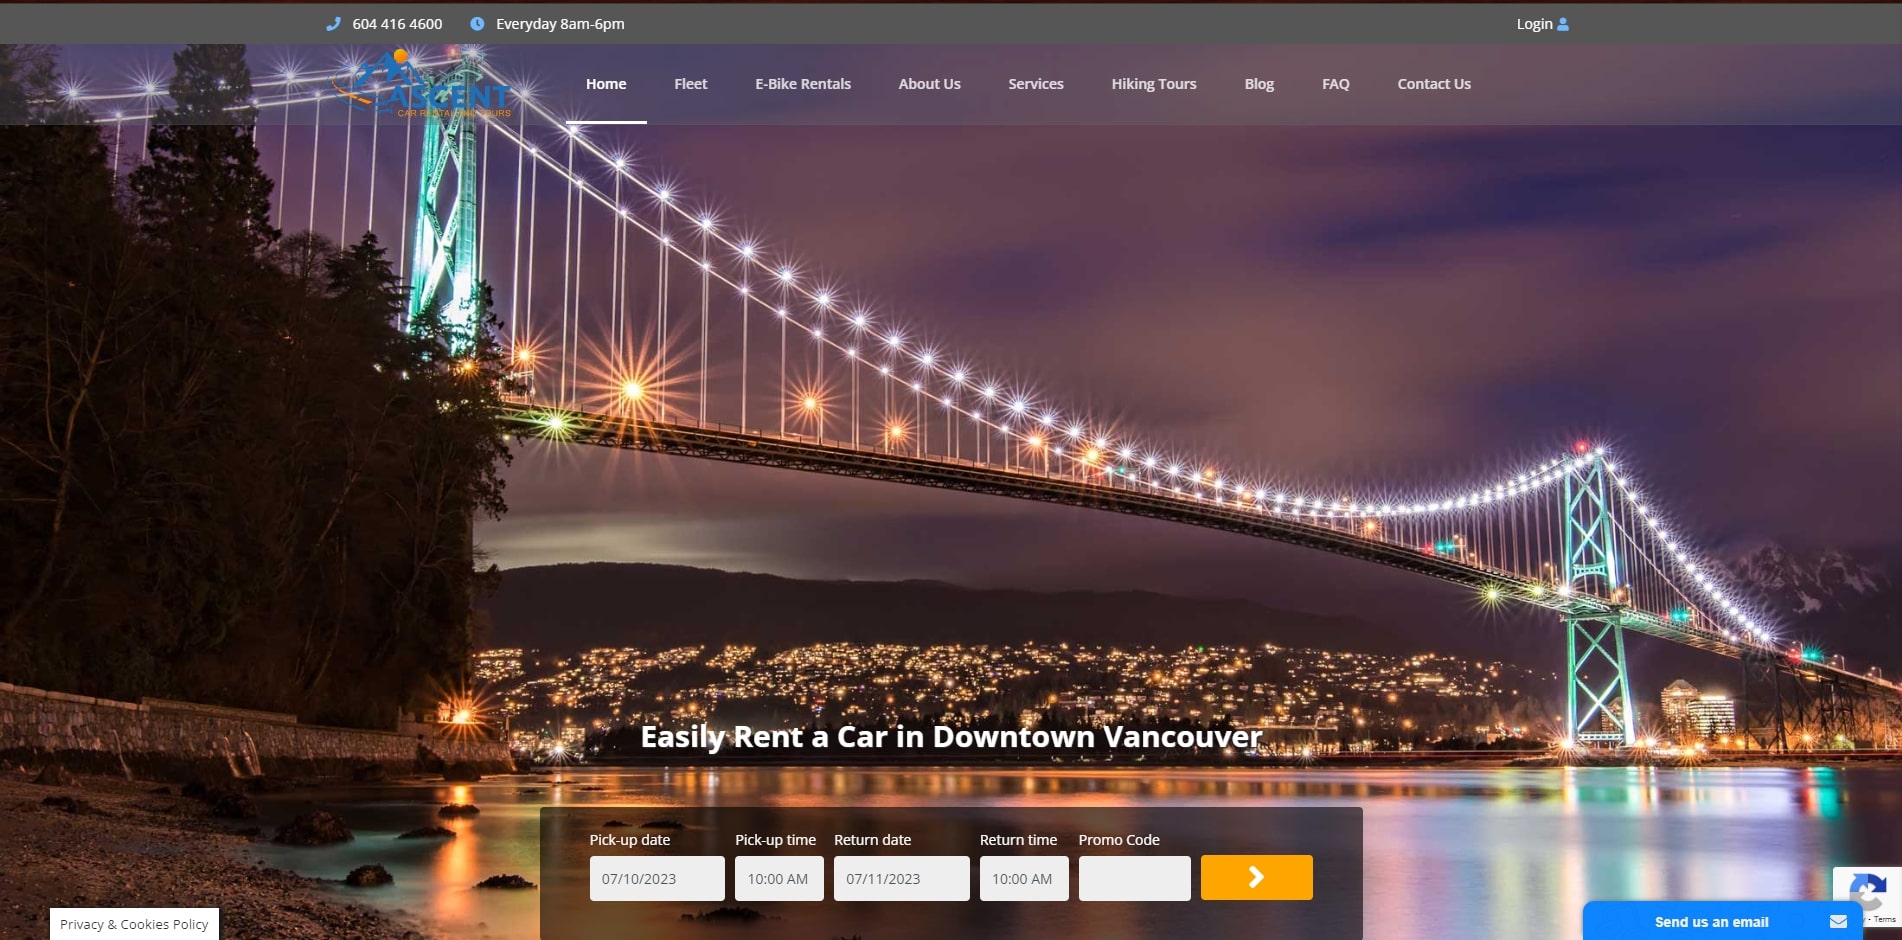 604 416 4600
Everyday 8am-6pm
Login
ASCENT
CAR RENTAL AND TOURS
Home
Fleet
E-Bike Rentals
About Us
Services
Hiking Tours
Blog
FAQ
Contact Us
Easily Rent a Car in Downtown Vancouver
Pick-up date
Pick-up time
Return date
Return time
Promo Code
07/10/2023
10:00 AM
07/11/2023
10:00 AM
Privacy & Cookies Policy
Send us an email
- Terms